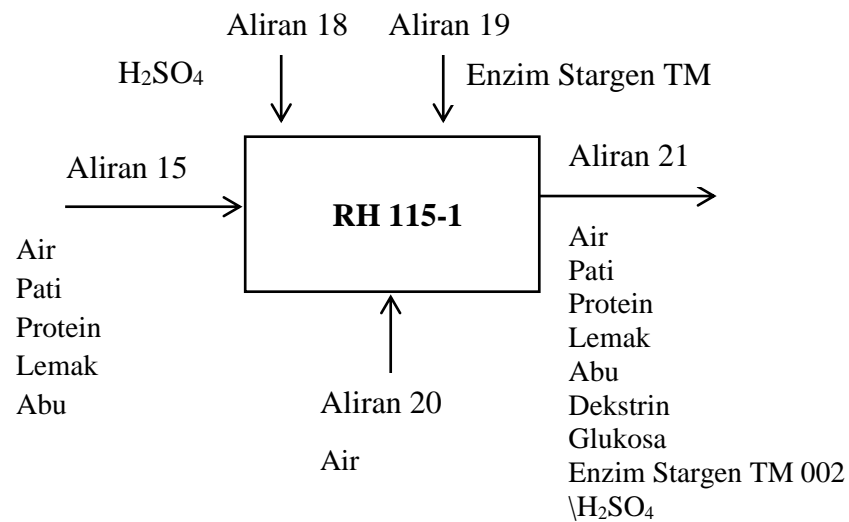 Aliran 18
Aliran 19
H₂SO₄
Enzim Stargen TM
Aliran 15
Aliran 21
RH 115-1
Air
Pati
Protein
Lemak
Abu
Aliran 20
Air
Air
Pati
Protein
Lemak
Abu
Dekstrin
Glukosa
Enzim Stargen TM 002
\H₂SO₄